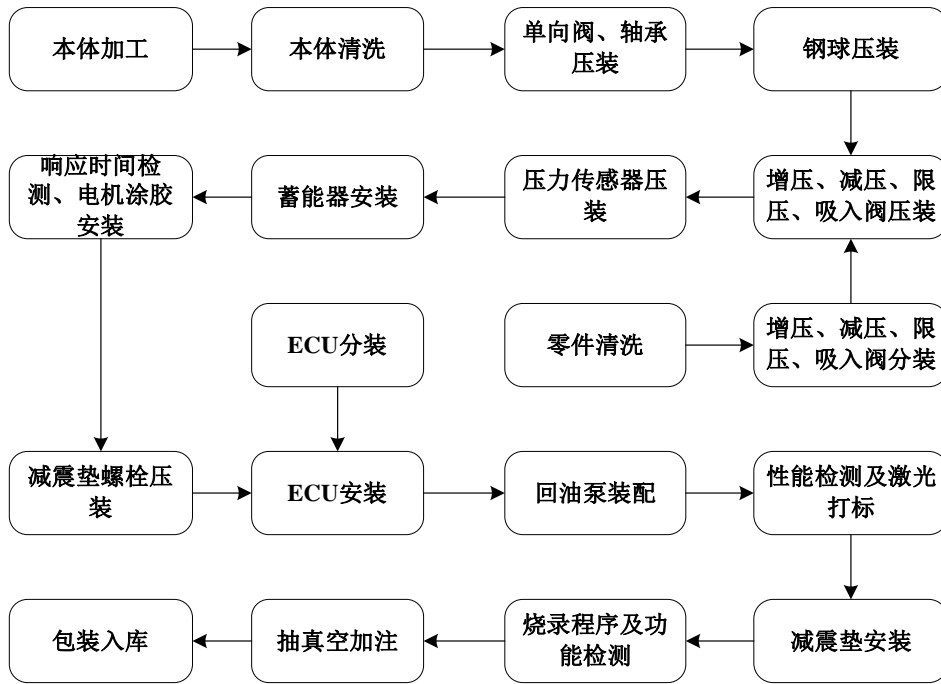 本体加工
本体清洗
单向阀、轴承
压装
钢球压装
响应时间检
测、电机涂胶
安装
蓄能器安装
压力传感器压
装
增压、减压、限
压、吸入阀压装
ECU分装
零件清洗
增压、减压、限
压、吸入阀分装
减震垫螺栓压
装
ECU安装
回油泵装配
性能检测及激光
打标
包装入库
抽真空加注
烧录程序及功
能检测
减震垫安装